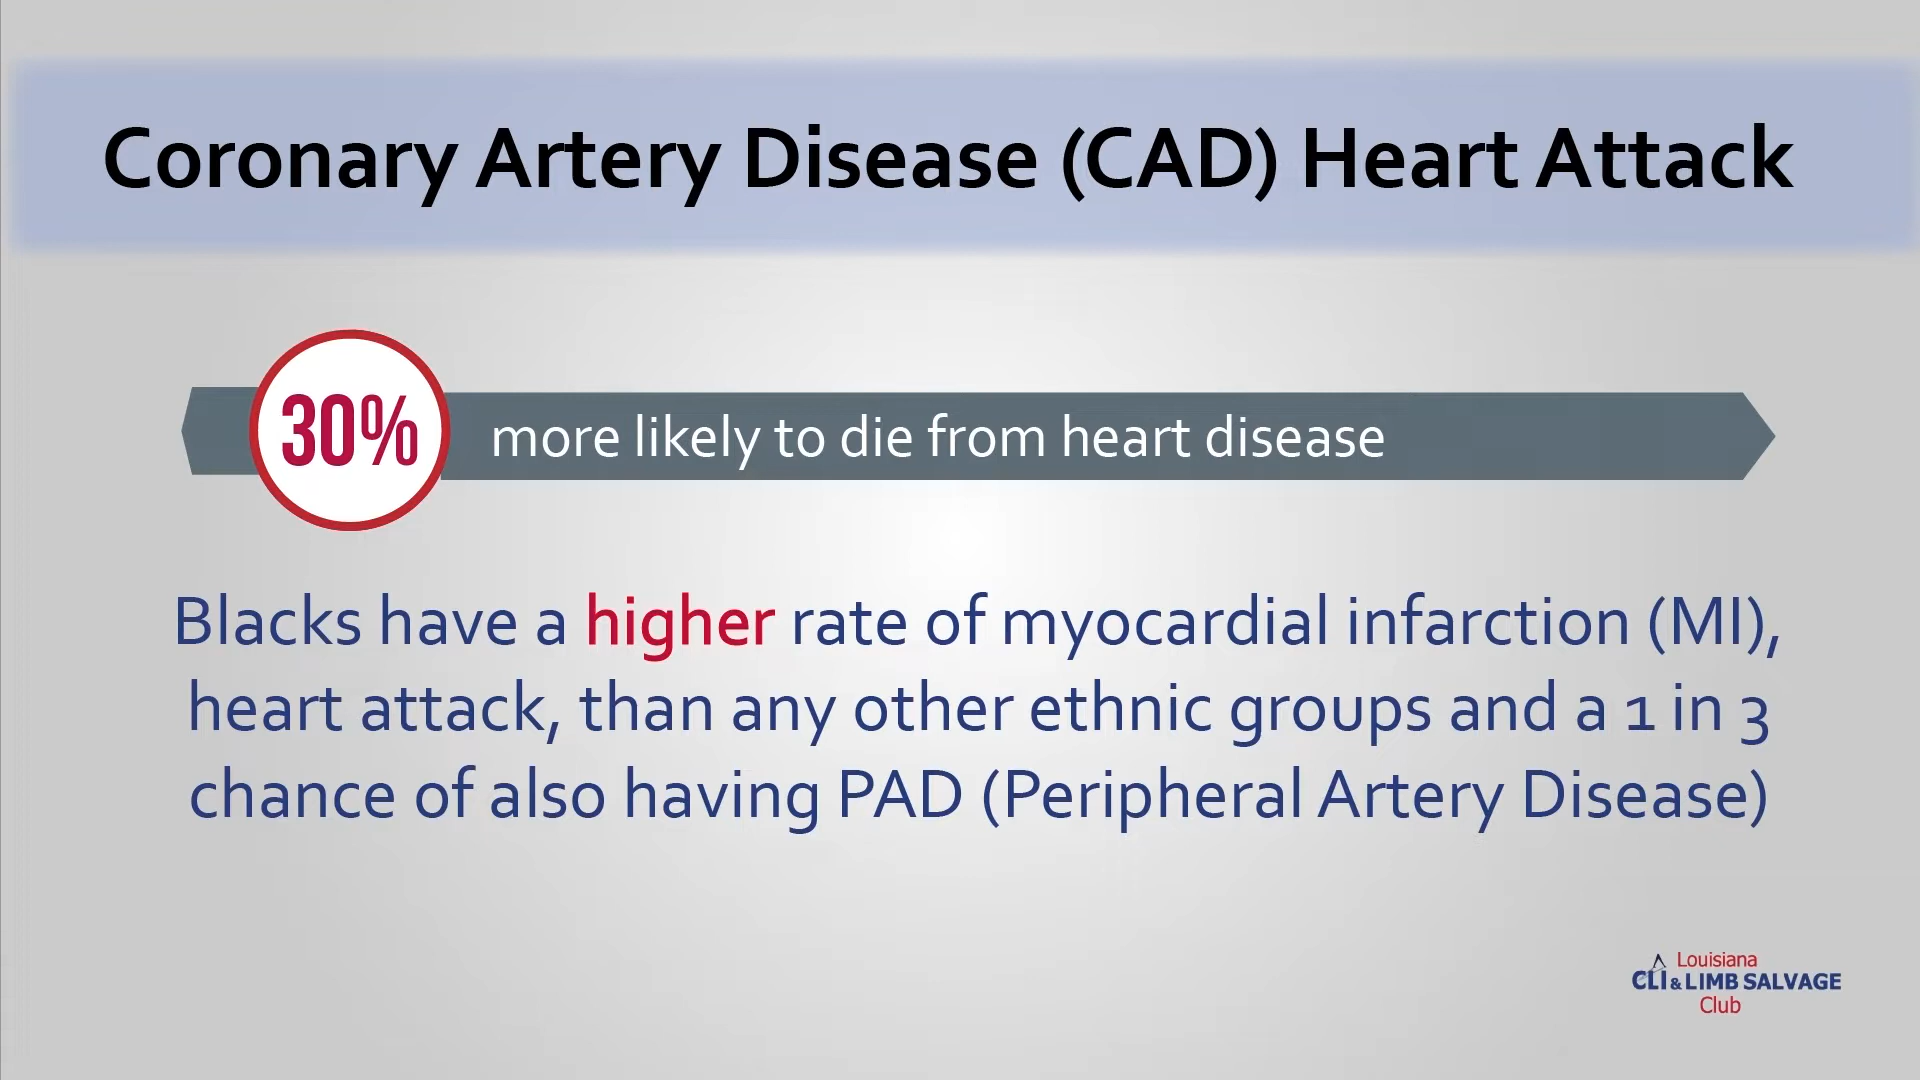 Coronary Artery Disease (CAD) Heart Attack
30% more likely to die from heart disease
Blacks have a higher rate of myocardial infarction (MI),
heart attack, than any other ethnic groups and a 1 in 3
chance of also having PAD (Peripheral Artery Disease)
Louisiana
CLI & LIMB SALVAGE
Club